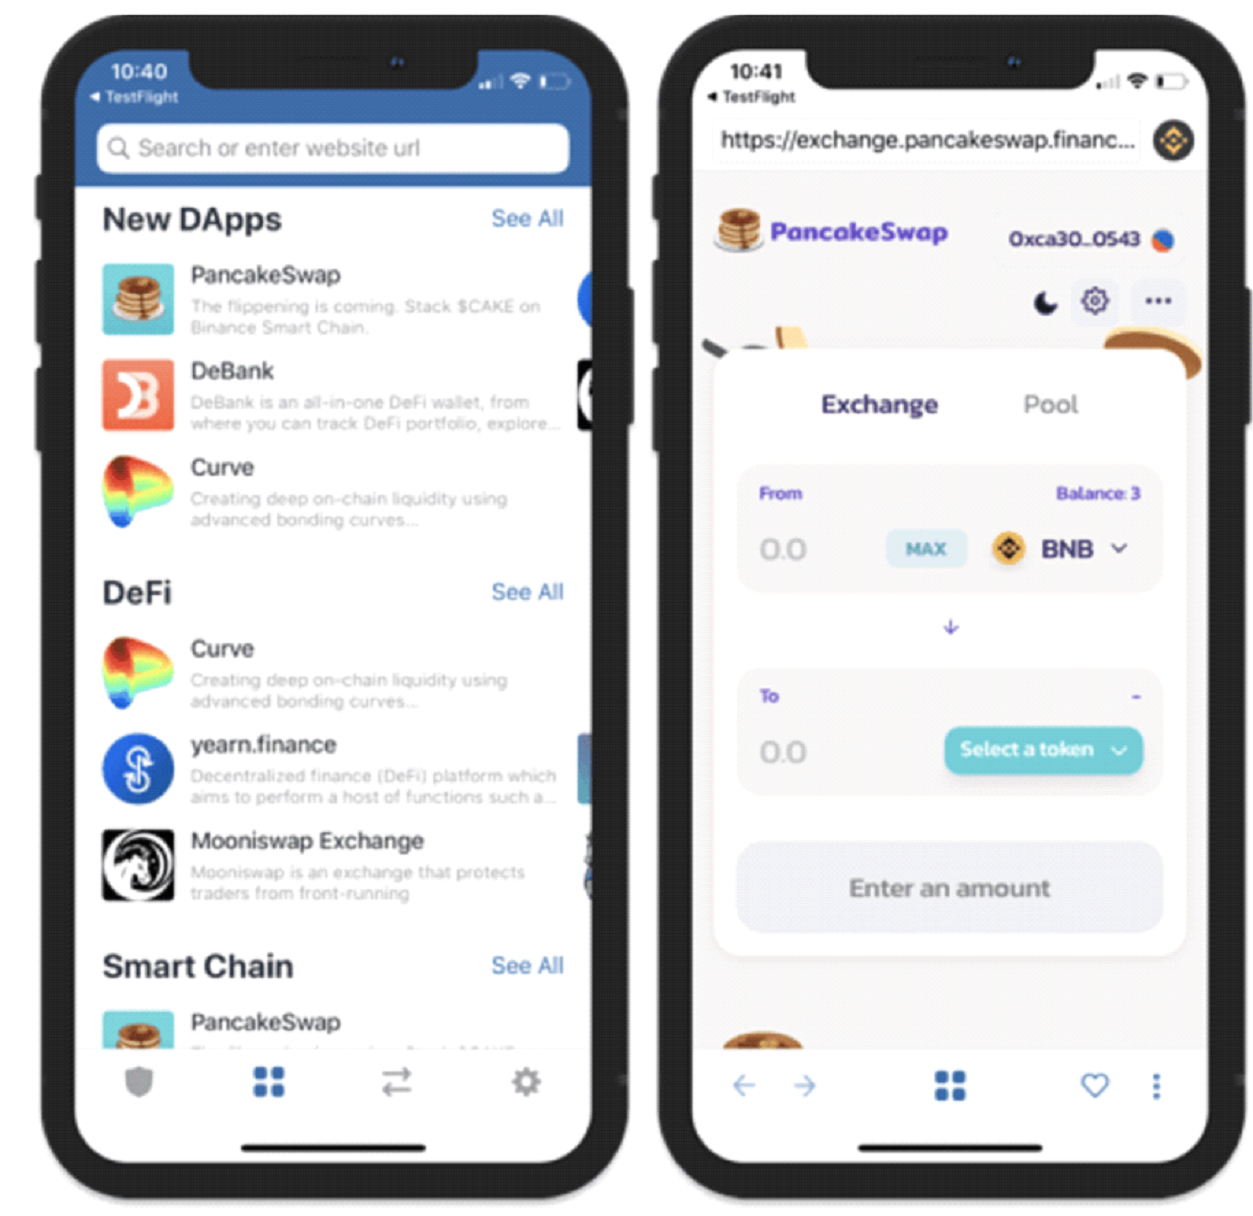 10:40
TestFlight
Search or enter website url
New DApps
See All
PancakeSwap
The flippening is coming. Stack $CAKE on
Binance Smart Chain.
DeBank
DeBank is an all-in-one DeFi wallet, from
where you can track DeFi portfolio, explore...
Curve
Creating deep on-chain liquidity using
advanced bonding curves...
DeFi
See All
Curve
Creating deep on-chain liquidity using
advanced bonding curves...
yearn.finance
Decentralized finance (DeFi) platform which
aims to perform a host of functions such a...
Mooniswap Exchange
Mooniswap is an exchange that protects
traders from front-running
Smart Chain
See All
PancakeSwap
10:41
TestFlight
https://exchange.pancakeswap.financ...
PancakeSwap
0xca30...0543
Exchange
Pool
From
Balance: 3
0.0
MAX
BNB
To
-
0.0
Select a token
Enter an amount